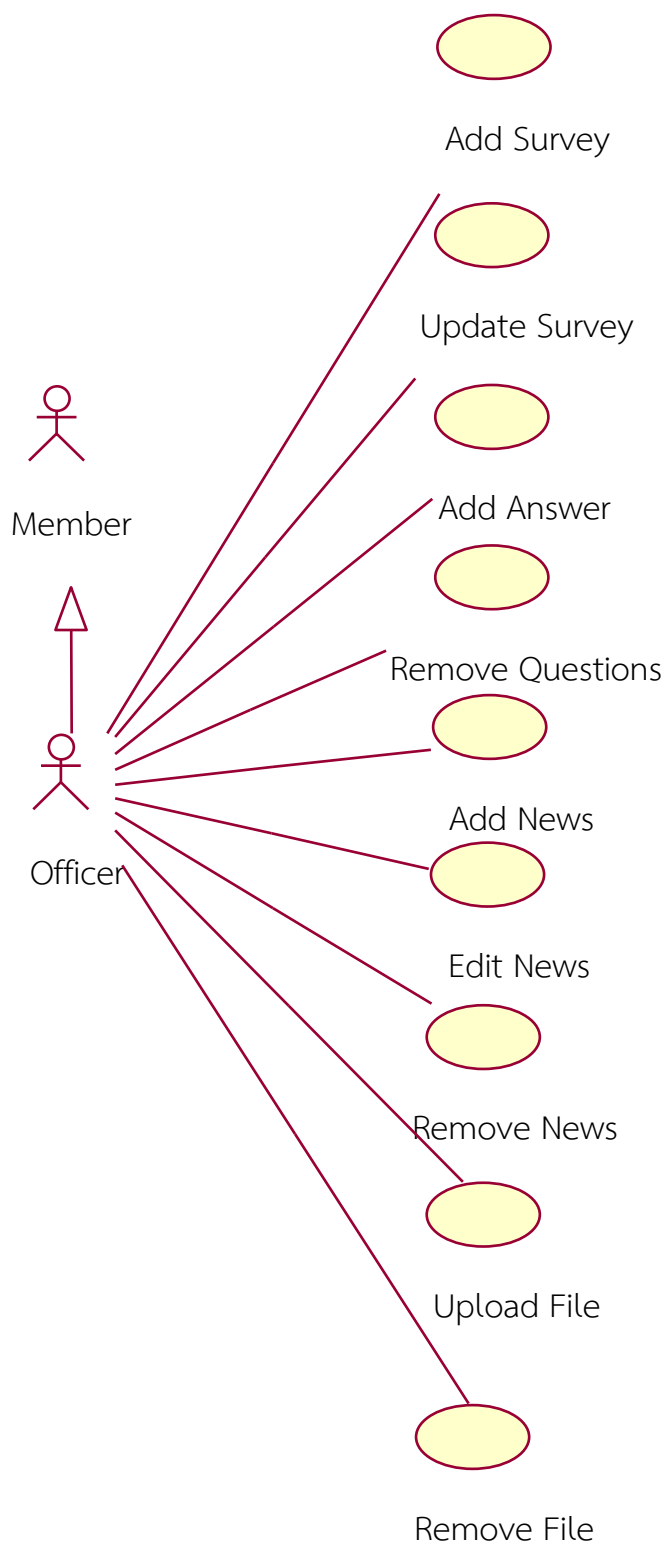 Add Survey
Update Survey
Member
Add Answer
Remove Questions
Add News
Officer
Edit News
Remove News
Upload File
Remove File